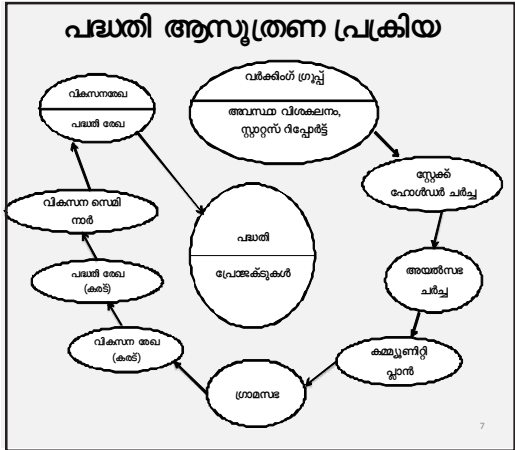 പദ്ധതി ആസൂത്രണ പ്രക്രിയ
വർക്കിംഗ് ഗ്രൂപ്പ്
അവസ്ഥ വിശകലനം,
സ്റ്റാറ്റസ് റിപ്പോർട്ട്
സ്റ്റേക്ക്
ഹോൾഡർ ചർച്ച
അയൽസഭ
ചർച്ച
കമ്മ്യൂണിറ്റി
പ്ലാൻ
ഗ്രാമസഭ
വികസന രേഖ
(കരട്)
പദ്ധതി രേഖ
(കരട്)
വികസന സെമി
നാർ
വികസനരേഖ
പദ്ധതി രേഖ
പദ്ധതി
പ്രോജക്ടുകൾ
7